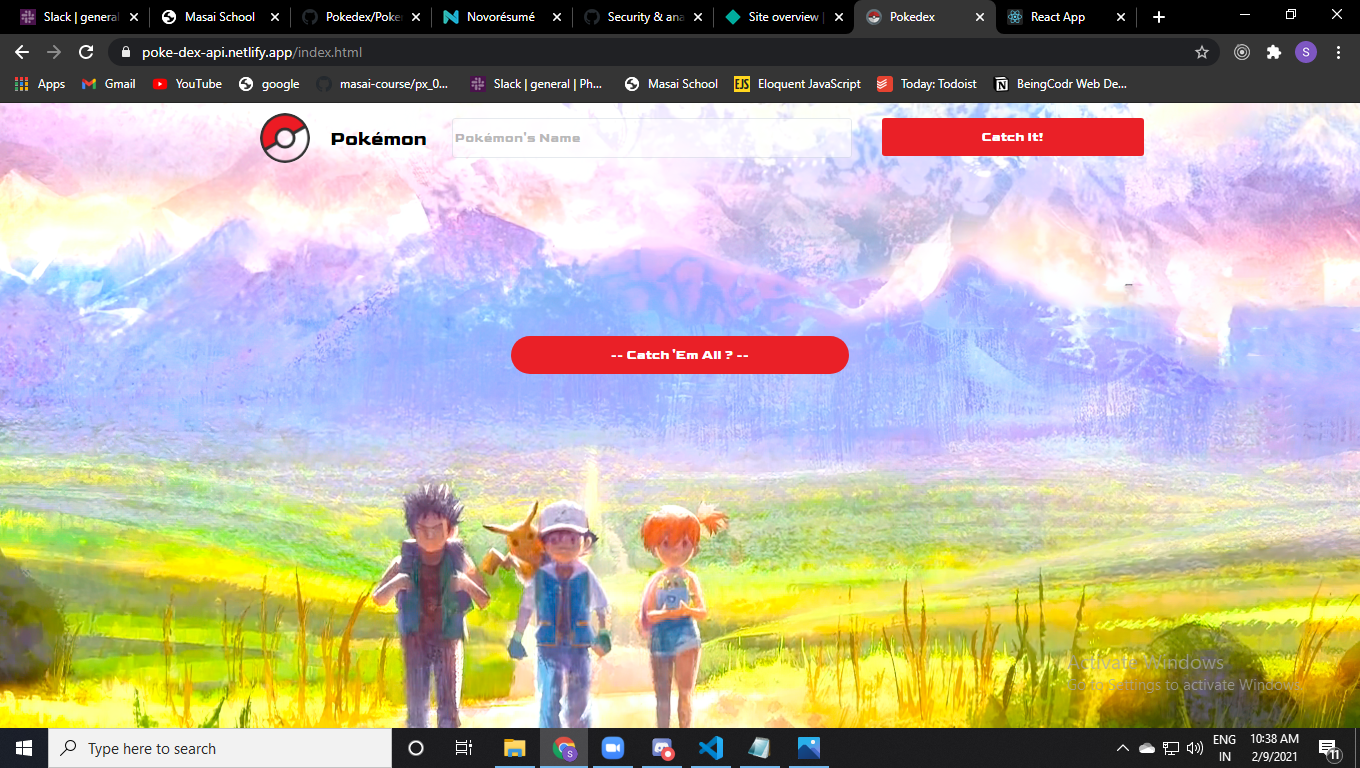 Slack | general
Masai School
Pokedex/Poke
Novorésumé
Security & ana
Site overview
Pokedex
React App
poke-dex-api.netlify.app/index.html
S
Apps
Gmail
YouTube
google
masai-course/px_0...
Slack | general | Ph...
Masai School
EJS
Eloquent JavaScript
Today: Todoist
BeingCodr Web De...
Pokémon
Pokémon's Name
Catch It!
-- Catch 'Em All ? --
Activate Windows
Go to Settings to activate Windows.
Type here to search
S
ENG
IN
10:38 AM
2/9/2021
11